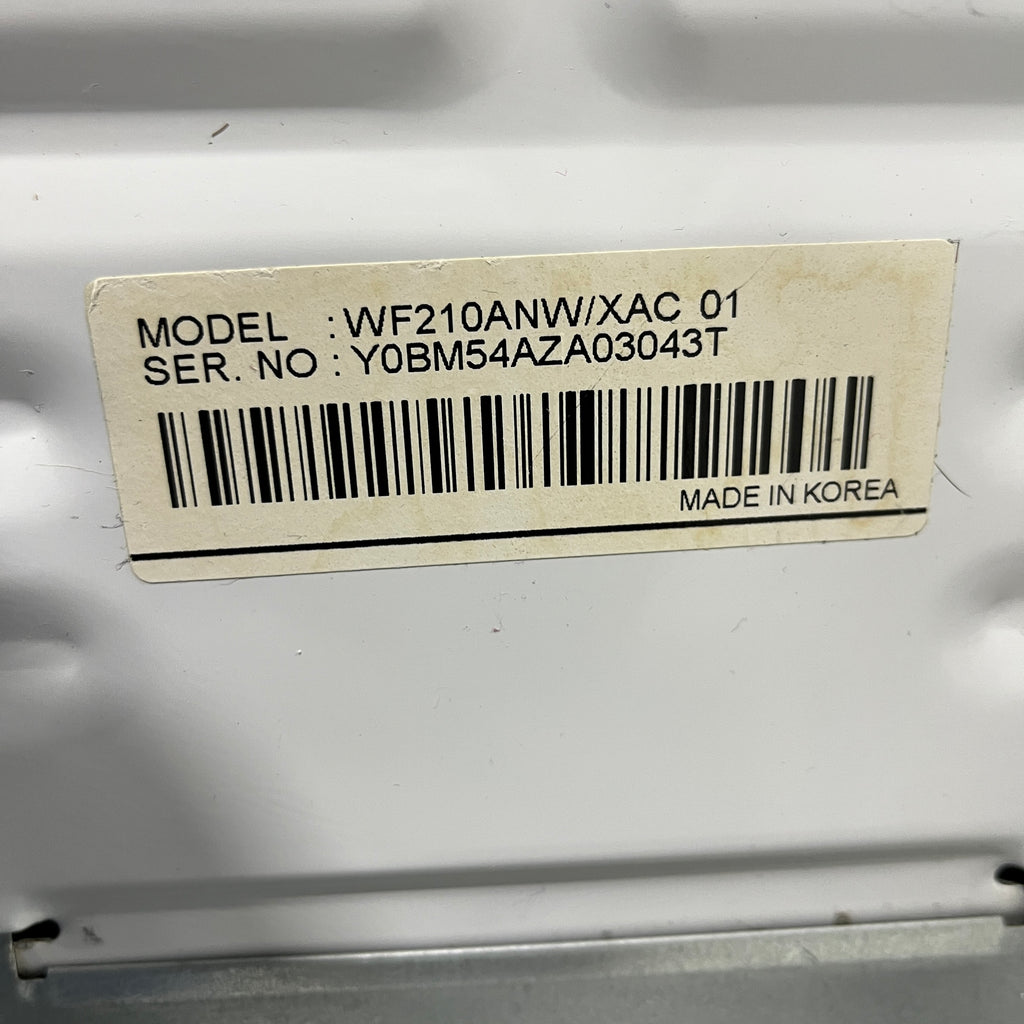 MODEL : WF210ANW/XAC 01
SER. NO : Y0BM54AZA03043T
MADE IN KOREA